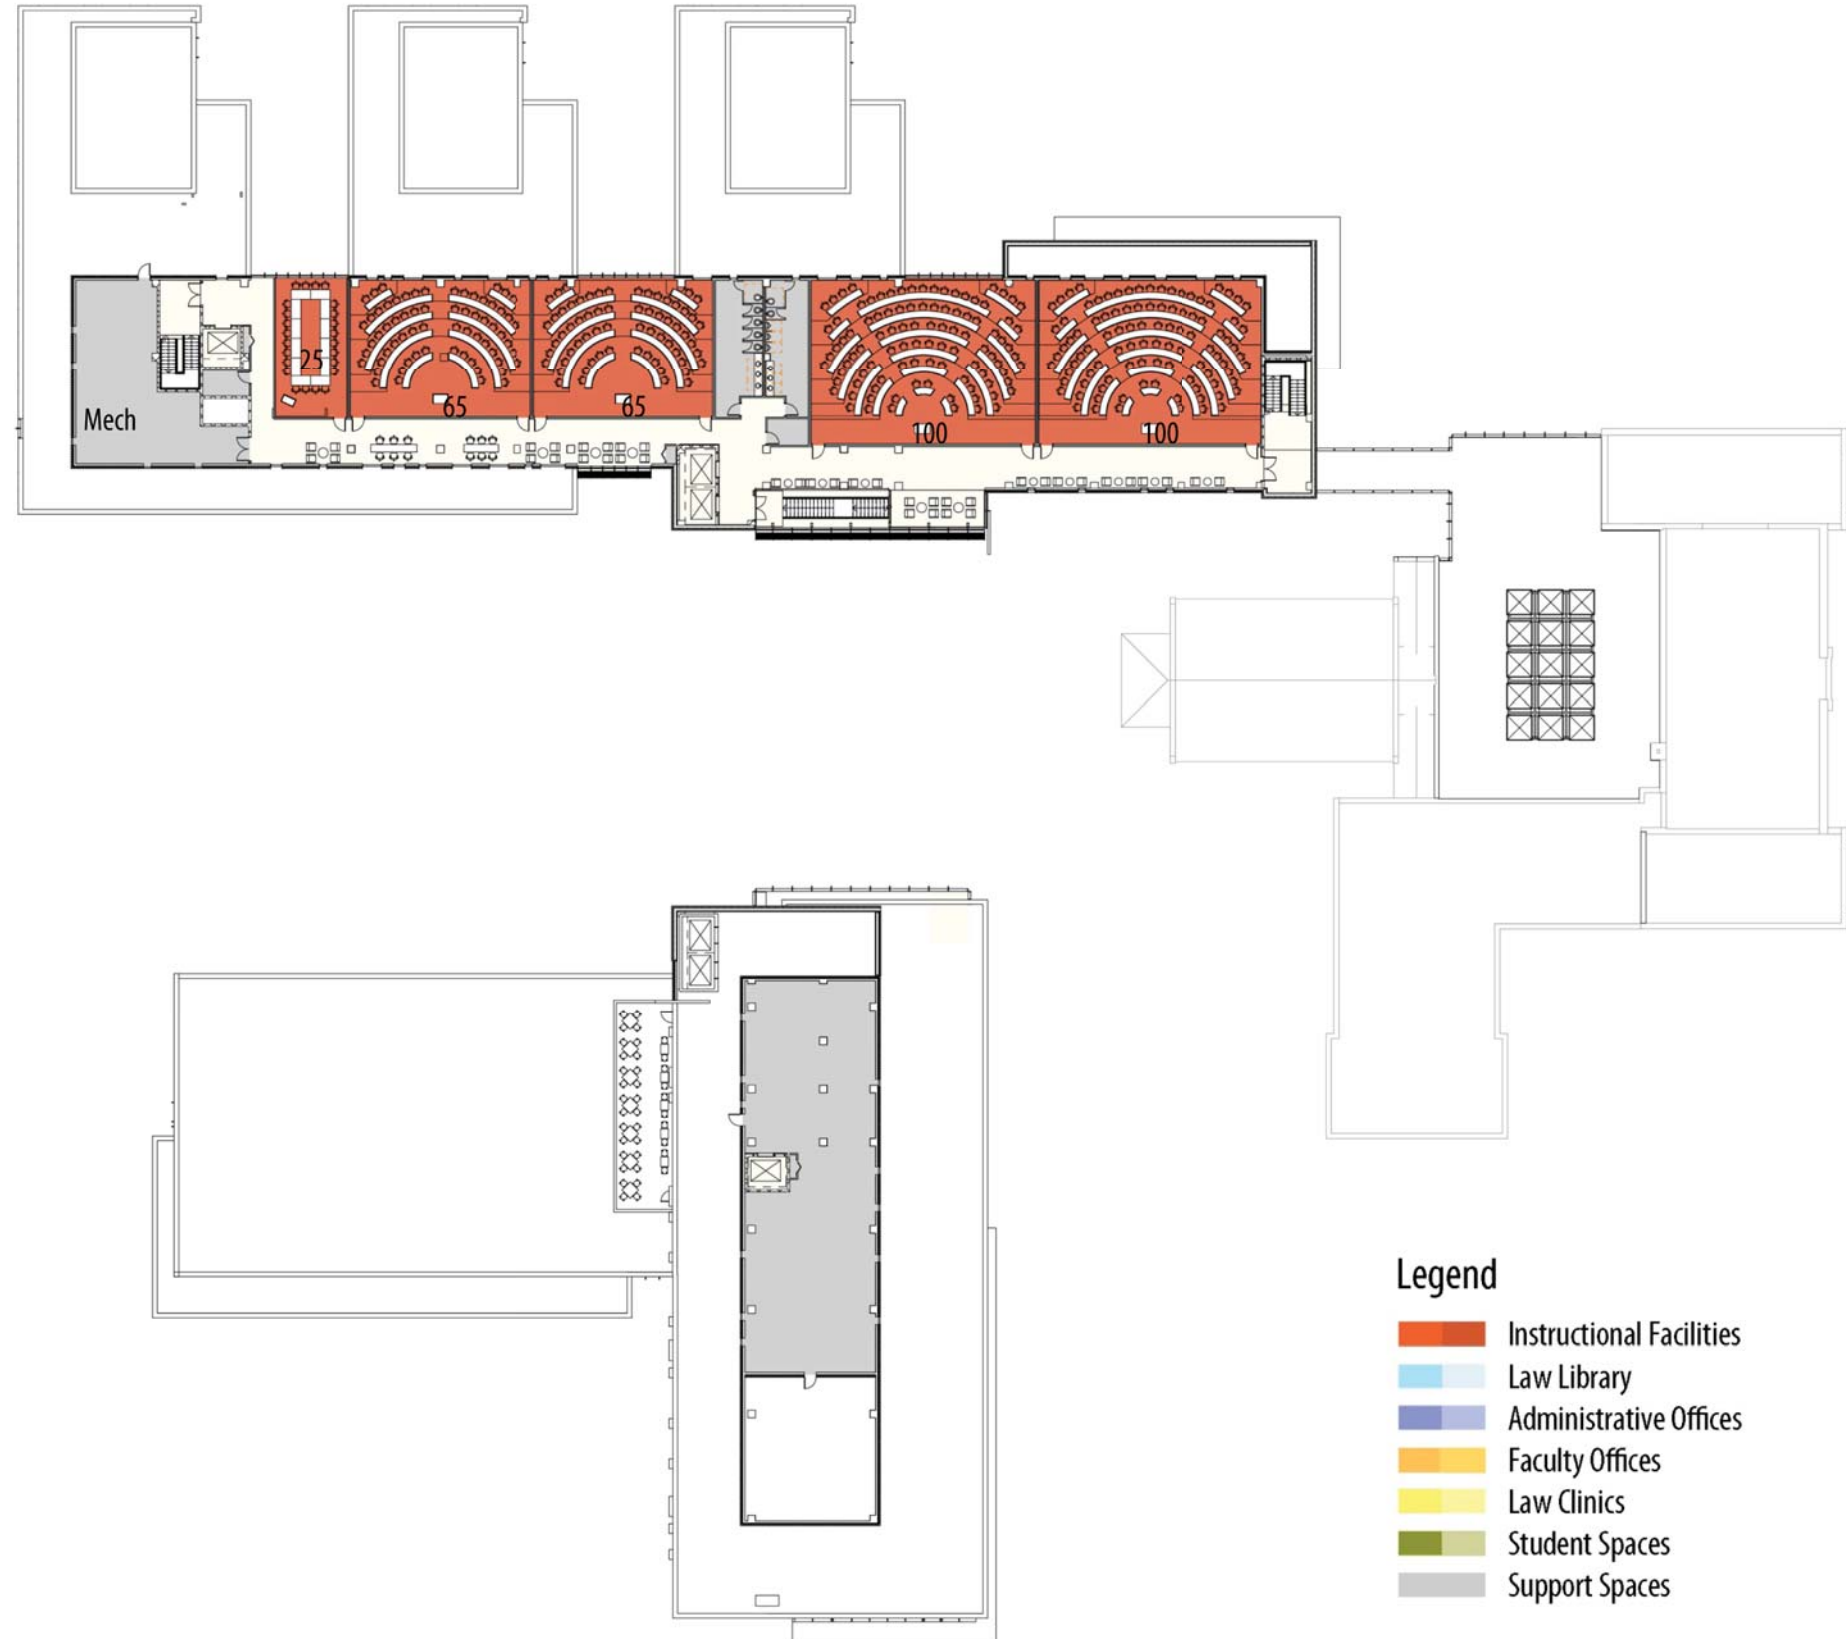 25
65
65
100
100
Mech
Legend
Instructional Facilities
Law Library
Administrative Offices
Faculty Offices
Law Clinics
Student Spaces
Support Spaces